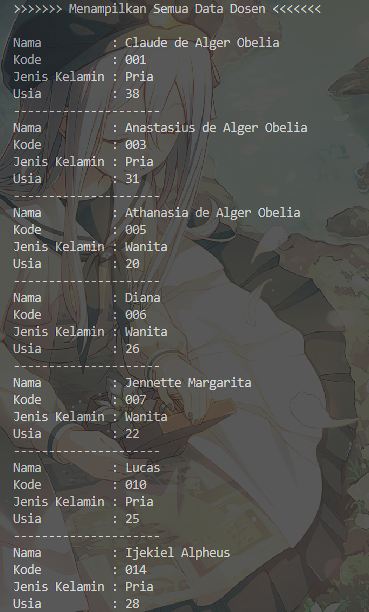 >>>>>>> Menampilkan Semua Data Dosen <<<<<<<
Nama : Claude de Alger Obelia
Kode : 001
Jenis Kelamin : Pria
Usia : 38
---------------------
Nama : Anastasius de Alger Obelia
Kode : 003
Jenis Kelamin : Pria
Usia : 31
---------------------
Nama : Athanasia de Alger Obelia
Kode : 005
Jenis Kelamin : Wanita
Usia : 20
---------------------
Nama : Diana
Kode : 006
Jenis Kelamin : Wanita
Usia : 26
---------------------
Nama : Jennette Margarita
Kode : 007
Jenis Kelamin : Wanita
Usia : 22
---------------------
Nama : Lucas
Kode : 010
Jenis Kelamin : Pria
Usia : 25
---------------------
Nama : Ijekiel Alpheus
Kode : 014
Jenis Kelamin : Pria
Usia : 28